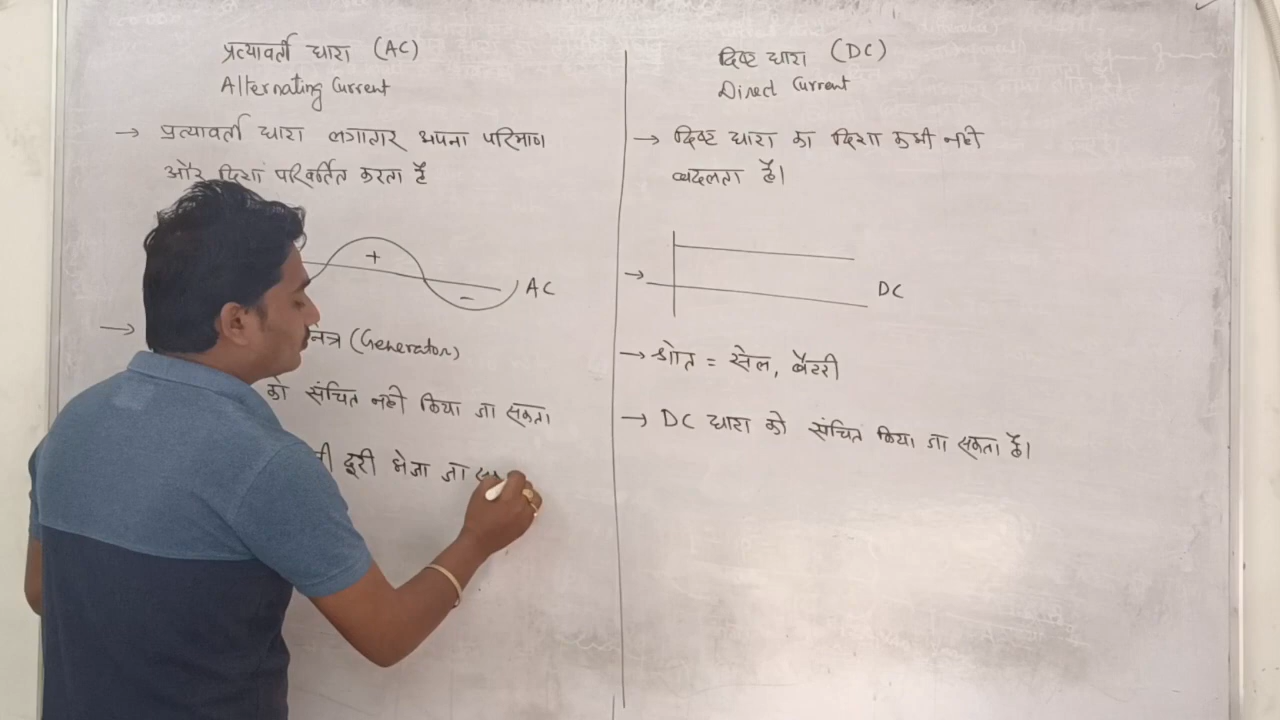 प्रत्यावर्ती धारा (AC)
Alternating Current
→ प्रत्यावर्ती धारा लगातार अपना परिमाण
और दिशा परिवर्तित करता है
+
−
AC
(Generator)
को संचित नही किया जा सकता
दूरी भेजा जा
दिष्ट धारा (DC)
Direct Current
→ दिष्ट धारा का दिशा कभी नही
बदलता है।
→
DC
→ श्रोत = सेल, बैटरी
→ DC धारा को संचित किया जा सकता है।